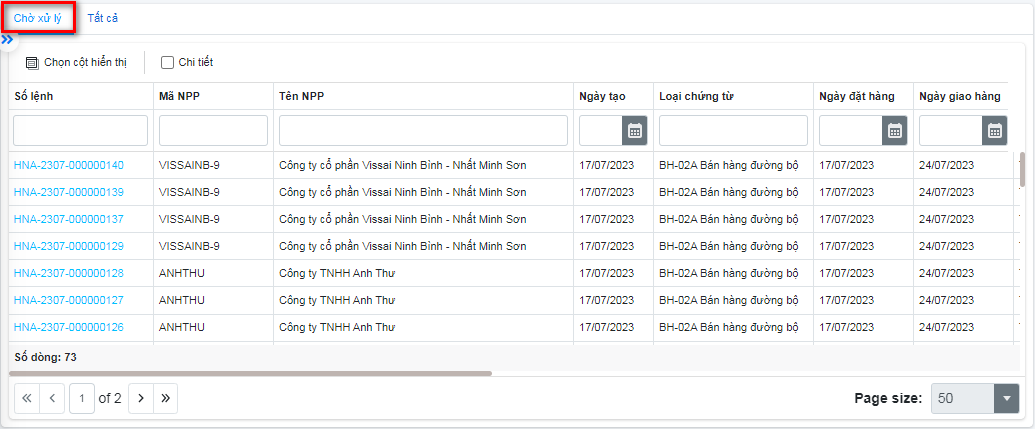 Chờ xử lý Tất cả
Chọn cột hiển thị Chi tiết
Số lệnh Mã NPP Tên NPP Ngày tạo Loại chứng từ Ngày đặt hàng Ngày giao hàng
HNA-2307-000000140 VISSAINB-9 Công ty cổ phần Vissai Ninh Bình - Nhất Minh Sơn 17/07/2023 BH-02A Bán hàng đường bộ 17/07/2023 24/07/2023
HNA-2307-000000139 VISSAINB-9 Công ty cổ phần Vissai Ninh Bình - Nhất Minh Sơn 17/07/2023 BH-02A Bán hàng đường bộ 17/07/2023 24/07/2023
HNA-2307-000000137 VISSAINB-9 Công ty cổ phần Vissai Ninh Bình - Nhất Minh Sơn 17/07/2023 BH-02A Bán hàng đường bộ 17/07/2023 24/07/2023
HNA-2307-000000129 VISSAINB-9 Công ty cổ phần Vissai Ninh Bình - Nhất Minh Sơn 17/07/2023 BH-02A Bán hàng đường bộ 17/07/2023 24/07/2023
HNA-2307-000000128 ANHTHU Công ty TNHH Anh Thư 17/07/2023 BH-02A Bán hàng đường bộ 17/07/2023 24/07/2023
HNA-2307-000000127 ANHTHU Công ty TNHH Anh Thư 17/07/2023 BH-02A Bán hàng đường bộ 17/07/2023 24/07/2023
HNA-2307-000000126 ANHTHU Công ty TNHH Anh Thư 17/07/2023 BH-02A Bán hàng đường bộ 17/07/2023 24/07/2023
Số dòng: 73
1 of 2 Page size: 50